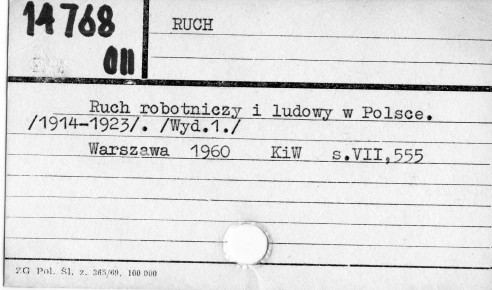 14768
RUCH
OII
Ruch robotniczy i ludowy w Polsce.
/1914-1923/. /Wyd.1./
Warszawa 1960 KiW s.VII,555
ZG Pol. Śl. z. 365/69. 100 000